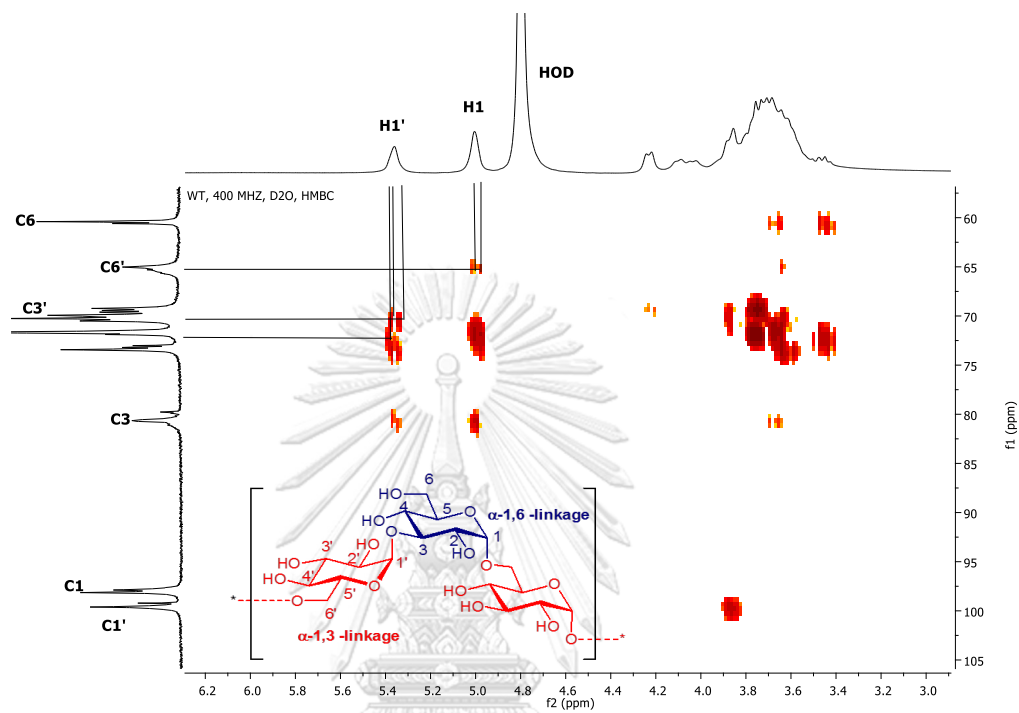 HOD
H1
H1'
WT, 400 MHZ, D2O, HMBC
C6
C6'
C3'
C3
C1
C1'
60
65
70
75
80
85
90
95
100
105
f1 (ppm)
6
HO
4
5
O
α-1,6 -linkage
HO
O
3
2
HO
1
3'
HO
2'
1'
O
HO
HO
4'
5'
O
HO
O
*
O
6'
HO
HO
HO
O
*
α-1,3 -linkage
6.2 6.0 5.8 5.6 5.4 5.2 5.0 4.8 4.6 4.4 4.2 4.0 3.8 3.6 3.4 3.2 3.0
f2 (ppm)